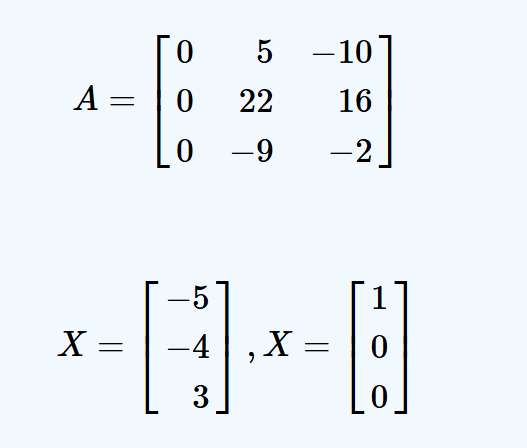 A = [0 5 −10
0 22 16
0 −9 −2]
X = [−5
−4
3], X = [1
0
0]